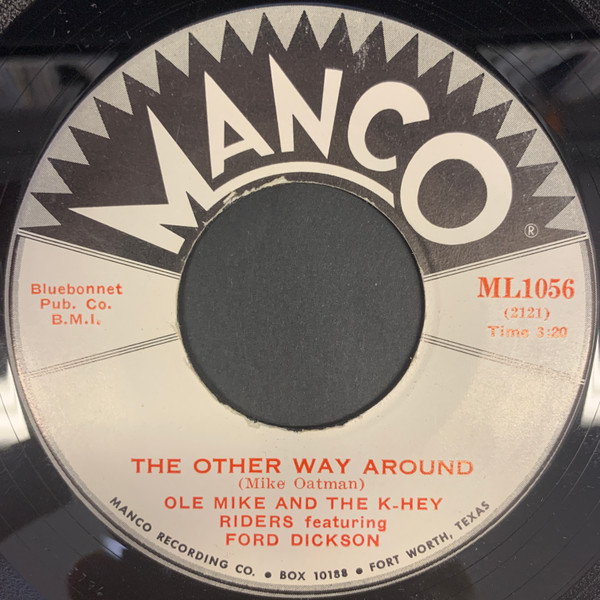 MANCO
®
Bluebonnet
Pub. Co.
B.M.I.
ML1056
(2121)
Time 3:20
THE OTHER WAY AROUND
(Mike Oatman)
OLE MIKE AND THE K-HEY
RIDERS featuring
FORD DICKSON
MANCO RECORDING CO. • BOX 10188 • FORT WORTH, TEXAS